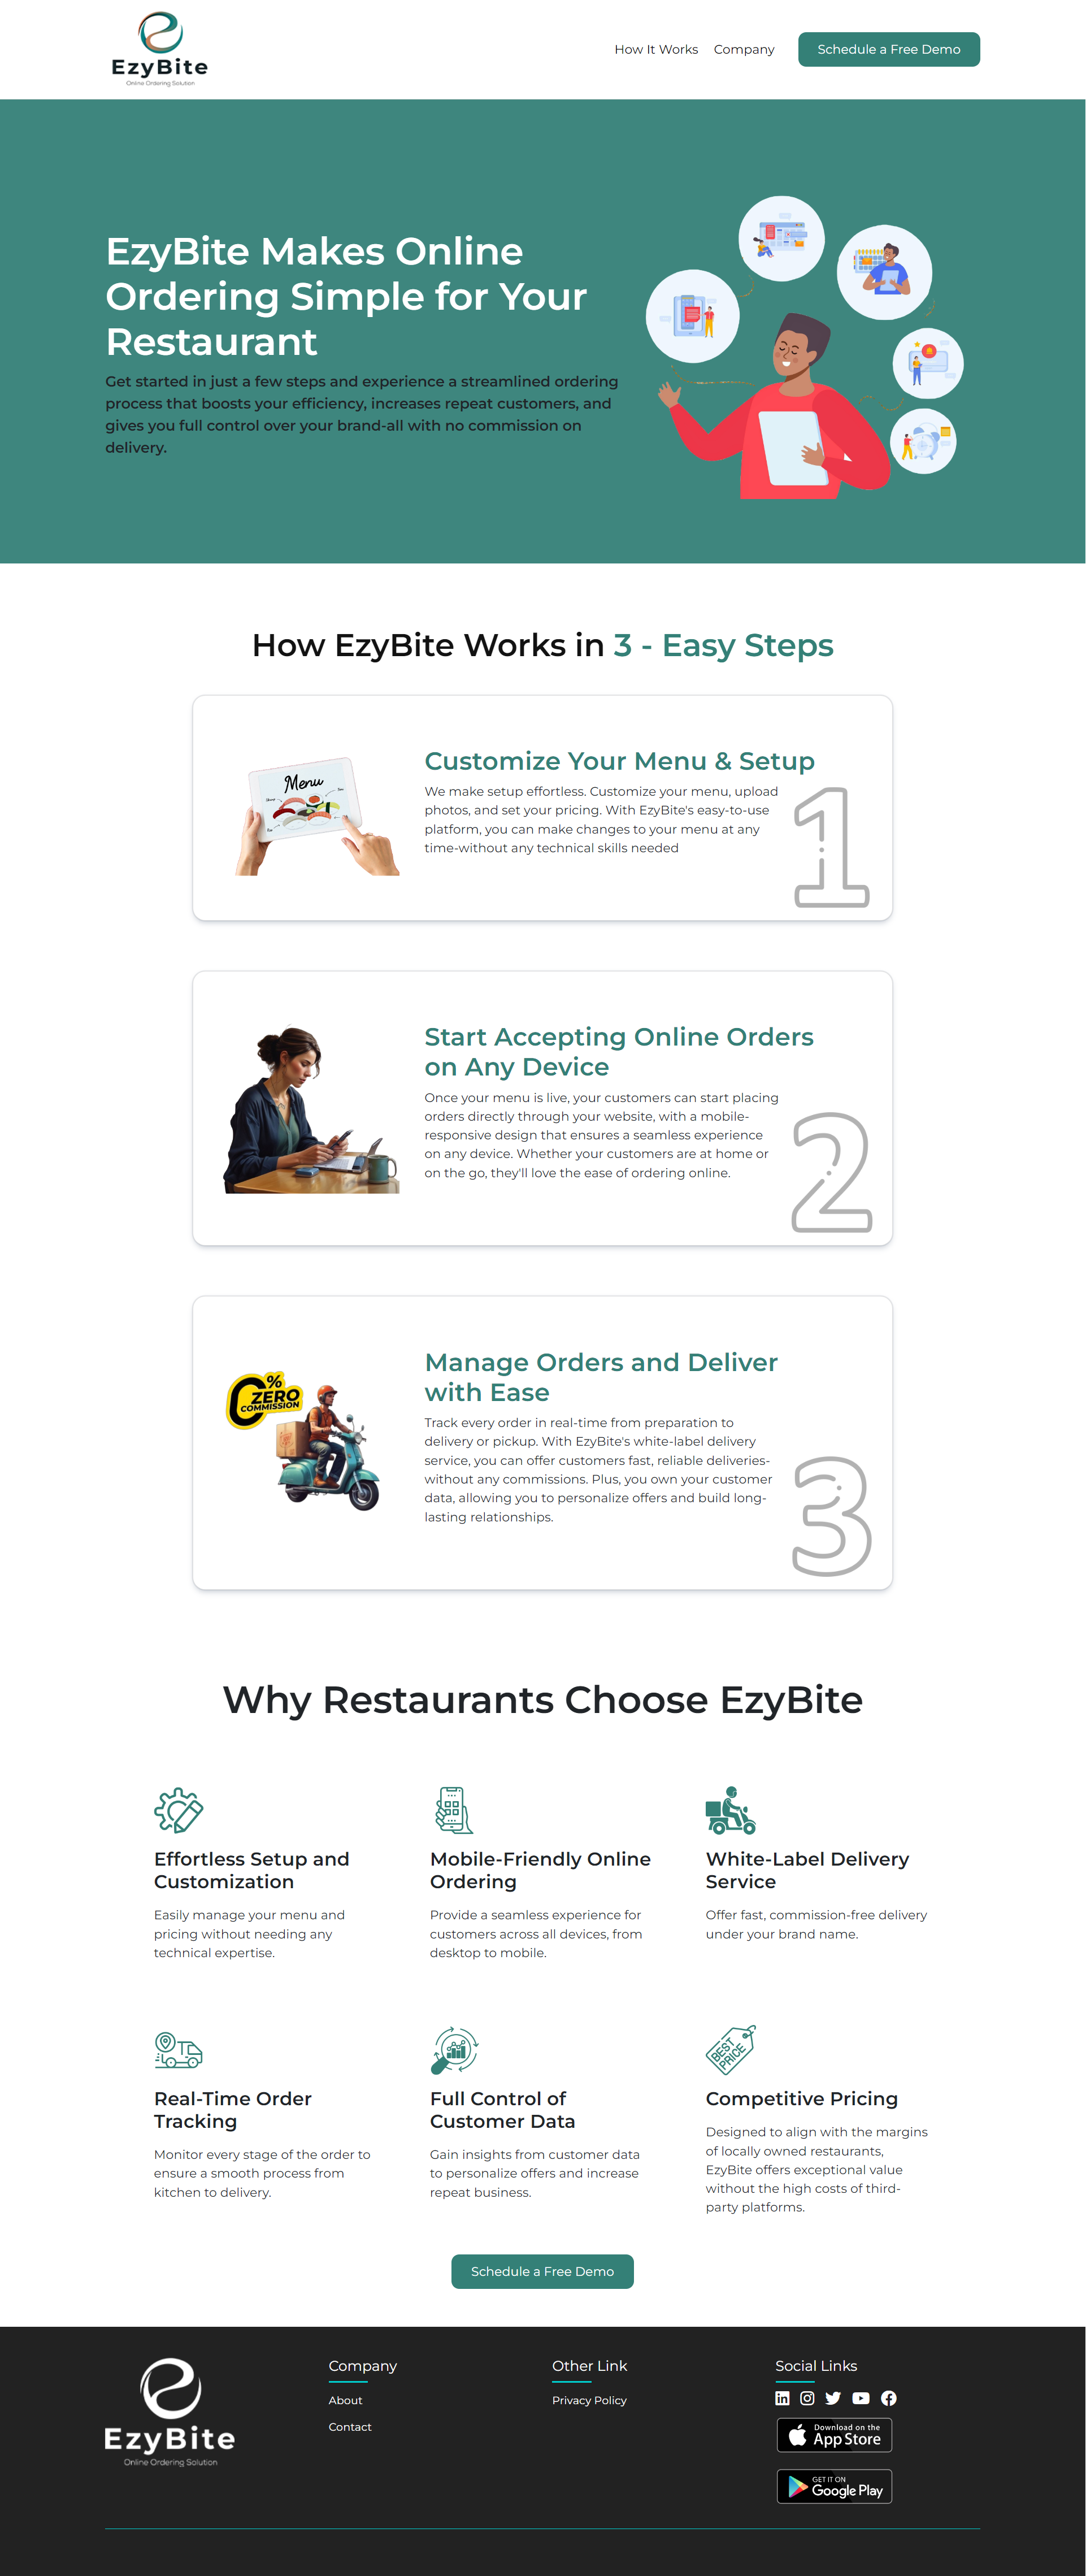 EzyBite
Online Ordering Solution
How It Works
Company
Schedule a Free Demo
EzyBite Makes Online
Ordering Simple for Your
Restaurant
Get started in just a few steps and experience a streamlined ordering
process that boosts your efficiency, increases repeat customers, and
gives you full control over your brand-all with no commission on
delivery.
How EzyBite Works in 3 - Easy Steps
Menu
Customize Your Menu & Setup
We make setup effortless. Customize your menu, upload
photos, and set your pricing. With EzyBite's easy-to-use
platform, you can make changes to your menu at any
time-without any technical skills needed
1
Start Accepting Online Orders
on Any Device
Once your menu is live, your customers can start placing
orders directly through your website, with a mobile-
responsive design that ensures a seamless experience
on any device. Whether your customers are at home or
on the go, they'll love the ease of ordering online.
2
%
ZERO
COMMISSION
Manage Orders and Deliver
with Ease
Track every order in real-time from preparation to
delivery or pickup. With EzyBite's white-label delivery
service, you can offer customers fast, reliable deliveries-
without any commissions. Plus, you own your customer
data, allowing you to personalize offers and build long-
lasting relationships.
3
Why Restaurants Choose EzyBite
Effortless Setup and
Customization
Easily manage your menu and
pricing without needing any
technical expertise.
Mobile-Friendly Online
Ordering
Provide a seamless experience for
customers across all devices, from
desktop to mobile.
White-Label Delivery
Service
Offer fast, commission-free delivery
under your brand name.
Real-Time Order
Tracking
Monitor every stage of the order to
ensure a smooth process from
kitchen to delivery.
Full Control of
Customer Data
Gain insights from customer data
to personalize offers and increase
repeat business.
BEST
PRICE
Competitive Pricing
Designed to align with the margins
of locally owned restaurants,
EzyBite offers exceptional value
without the high costs of third-
party platforms.
Schedule a Free Demo
EzyBite
Online Ordering Solution
Company
About
Contact
Other Link
Privacy Policy
Social Links
Download on the
App Store
GET IT ON
Google Play